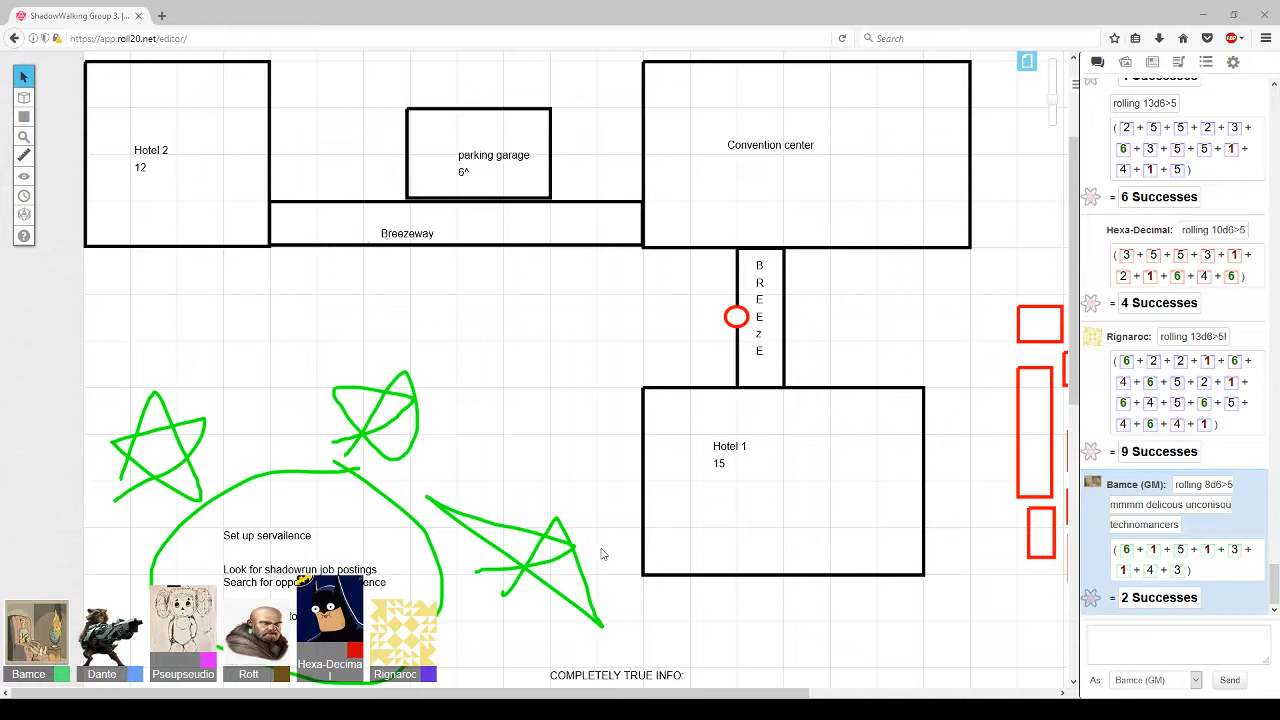 ShadowWalking Group 3. |...
https://app.roll20.net/editor/
Search
Hotel 2
12
parking garage
6^
Convention center
Breezeway
B
R
E
E
z
E
Hotel 1
15
Set up servailence
Look for shadowrun job postings
Search for oppo
ence
Bamce
Dante
Pseupseudio
Rott
Hexa-Decima
l
Rignaroc
COMPLETELY TRUE INFO:
rolling 13d6>5
( 2 + 5 + 5 + 2 + 3 +
6 + 3 + 5 + 5 + 1 +
4 + 1 + 5 )
= 6 Successes
Hexa-Decimal: rolling 10d6>5
( 3 + 5 + 5 + 3 + 1 +
2 + 1 + 6 + 4 + 6 )
= 4 Successes
Rignaroc: rolling 13d6>5!
( 6 + 2 + 2 + 1 + 6 +
4 + 6 + 5 + 2 + 1 +
6 + 4 + 6 + 6 + 5 +
4 + 6 + 4 + 1 )
= 9 Successes
Bamce (GM): rolling 8d6>5
mmmm delicous unconisou
technomancers
( 6 + 1 + 5 + 1 + 3 +
1 + 4 + 3 )
= 2 Successes
As: Bamce (GM) Send